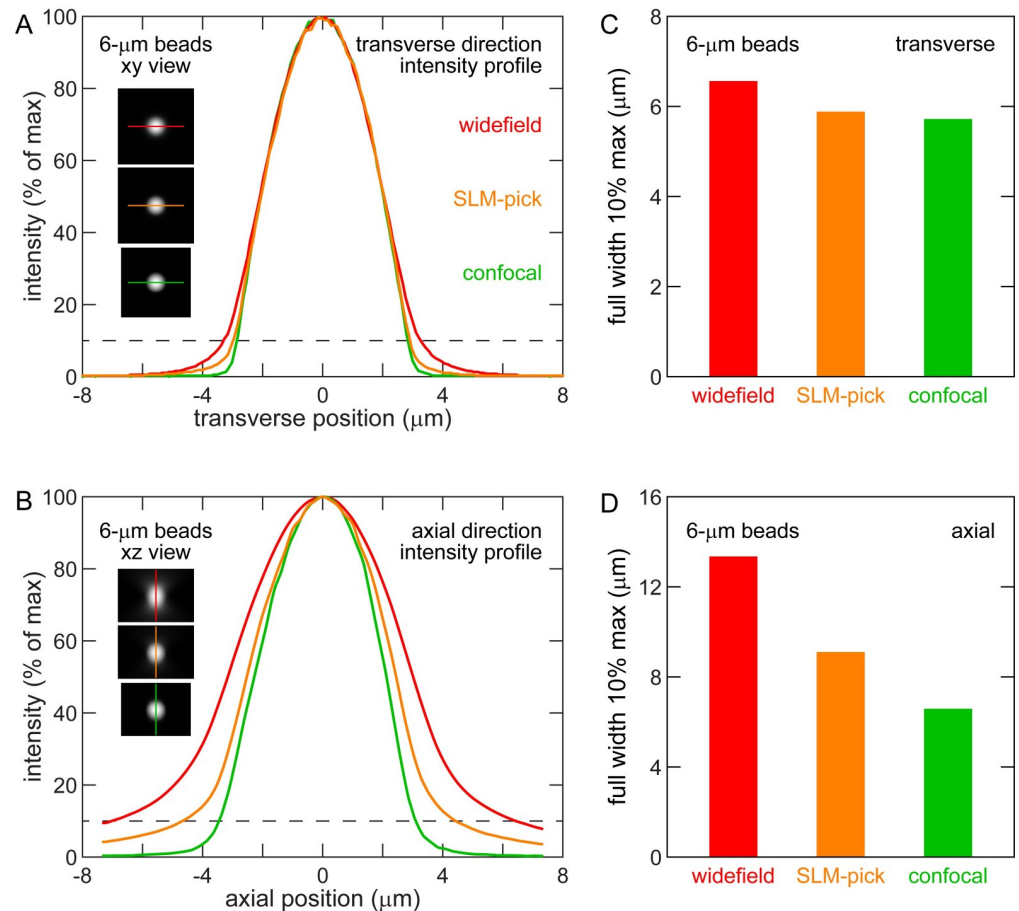 A
6-μm beads
xy view
transverse direction
intensity profile
widefield
SLM-pick
confocal
intensity (% of max)
100
80
60
40
20
0
-8
-4
0
4
8
transverse position (μm)
C
6-μm beads
transverse
full width 10% max (μm)
8
6
4
2
0
widefield
SLM-pick
confocal
B
6-μm beads
xz view
axial direction
intensity profile
intensity (% of max)
100
80
60
40
20
0
-8
-4
0
4
8
axial position (μm)
D
6-μm beads
axial
full width 10% max (μm)
16
12
8
4
0
widefield
SLM-pick
confocal